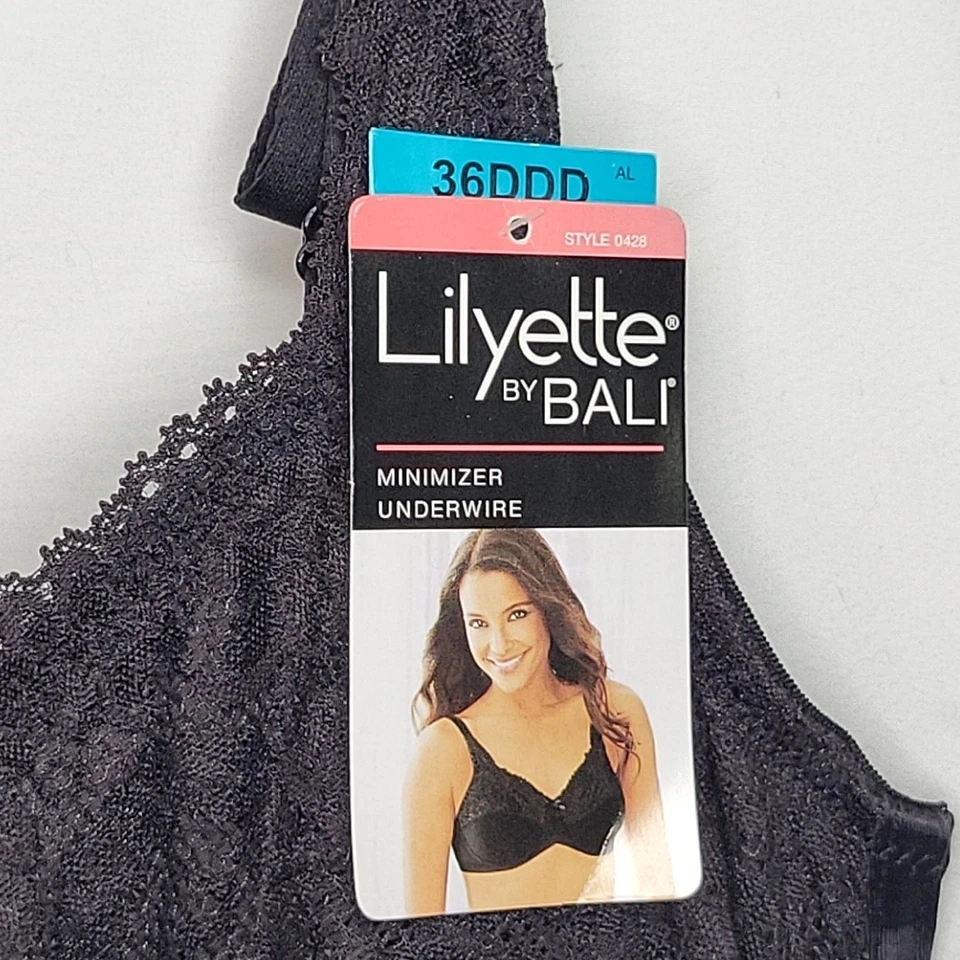 36DDD AL
STYLE 0428
Lilyette®
BY BALI®
MINIMIZER
UNDERWIRE